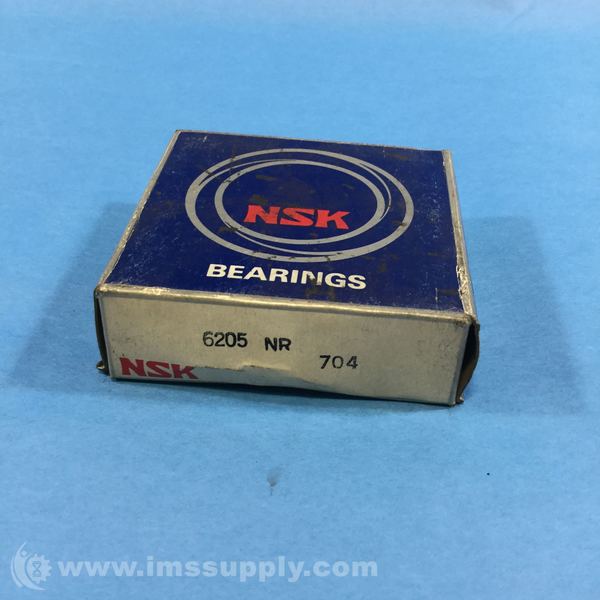 NSK
BEARINGS
6205 NR
704
NSK
www.imssupply.com